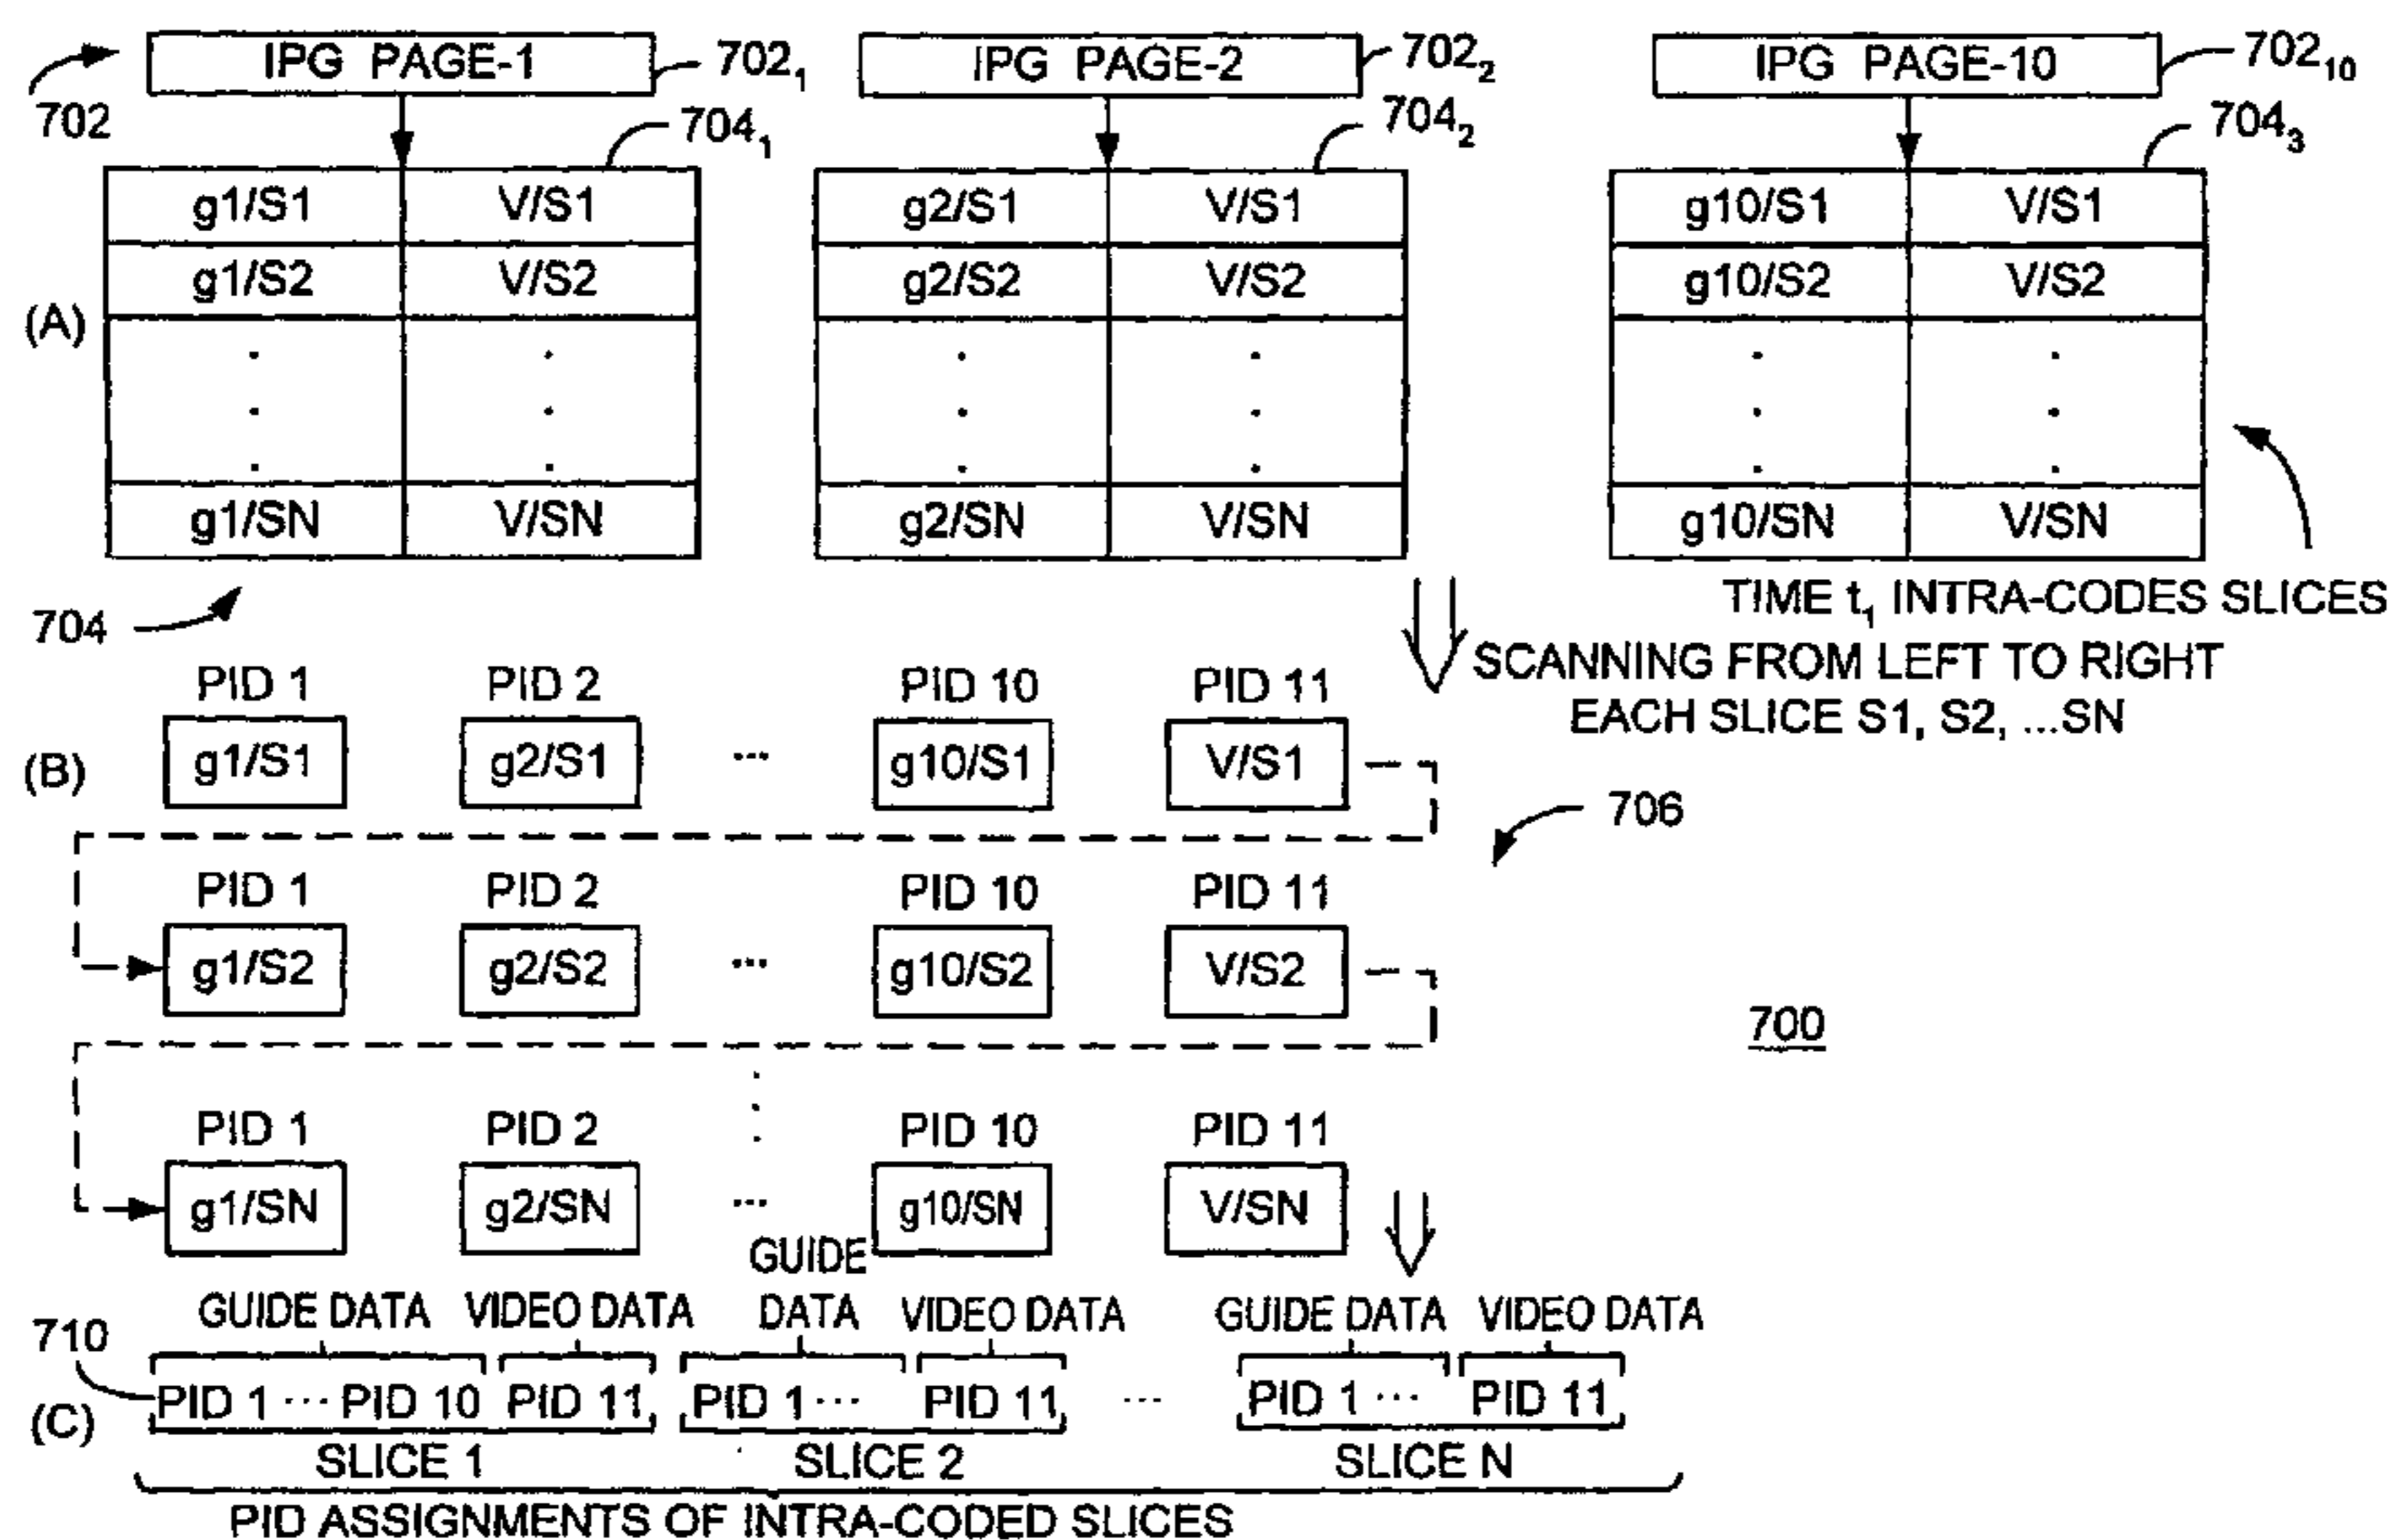 IPG PAGE-1 702₁ IPG PAGE-2 702₂ IPG PAGE-10 702₁₀
702 704₁ 704₂ 704₃
g1/S1 V/S1 g2/S1 V/S1 g10/S1 V/S1
g1/S2 V/S2 g2/S2 V/S2 g10/S2 V/S2
(A)
g1/SN V/SN g2/SN V/SN g10/SN V/SN
704
TIME t₁ INTRA-CODES SLICES
SCANNING FROM LEFT TO RIGHT
EACH SLICE S1, S2, ...SN
PID 1 PID 2 PID 10 PID 11
(B) g1/S1 g2/S1 ... g10/S1 V/S1
706
PID 1 PID 2 PID 10 PID 11
g1/S2 g2/S2 ... g10/S2 V/S2
700
PID 1 PID 2 PID 10 PID 11
g1/SN g2/SN ... g10/SN V/SN
GUIDE
GUIDE DATA VIDEO DATA DATA VIDEO DATA GUIDE DATA VIDEO DATA
710
(C) PID 1 ... PID 10 PID 11 PID 1 ... PID 11 ... PID 1 ... PID 11
SLICE 1 SLICE 2 SLICE N
PID ASSIGNMENTS OF INTRA-CODED SLICES